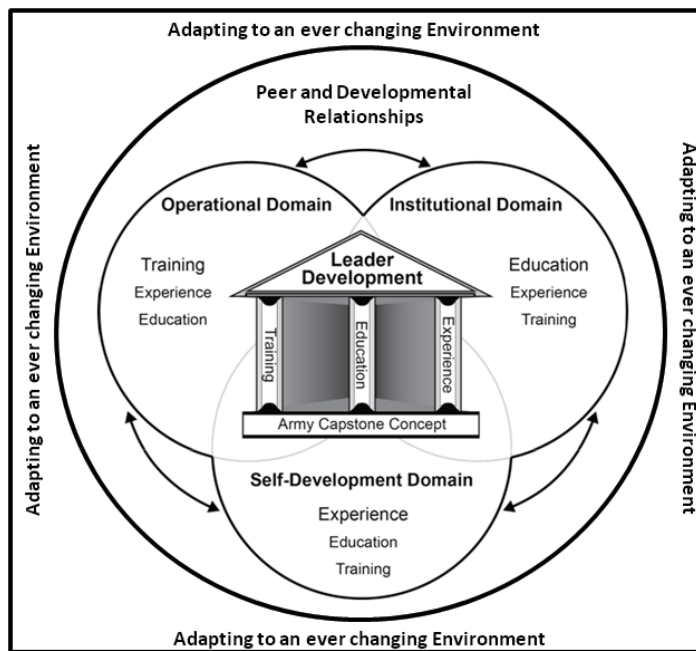 Adapting to an ever changing Environment
Peer and Developmental
Relationships
Adapting to an ever changing Environment
Adapting to an ever changing Environment
Operational Domain
Institutional Domain
Training
Experience
Education
Leader
Development
Education
Experience
Training
Training
Education
Experience
Army Capstone Concept
Self-Development Domain
Experience
Education
Training
Adapting to an ever changing Environment